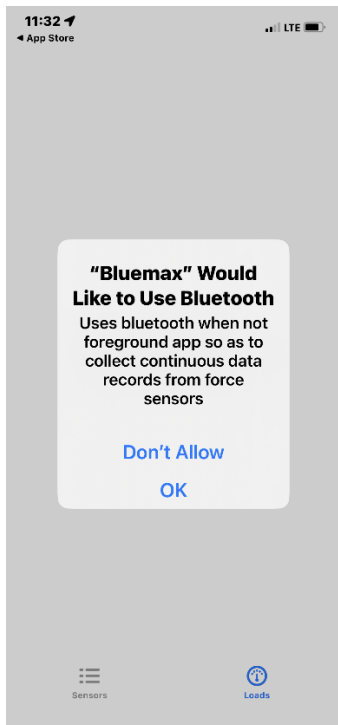 11:32
LTE
◀ App Store
“Bluemax” Would
Like to Use Bluetooth
Uses bluetooth when not
foreground app so as to
collect continuous data
records from force
sensors
Don't Allow
OK
Sensors
Loads